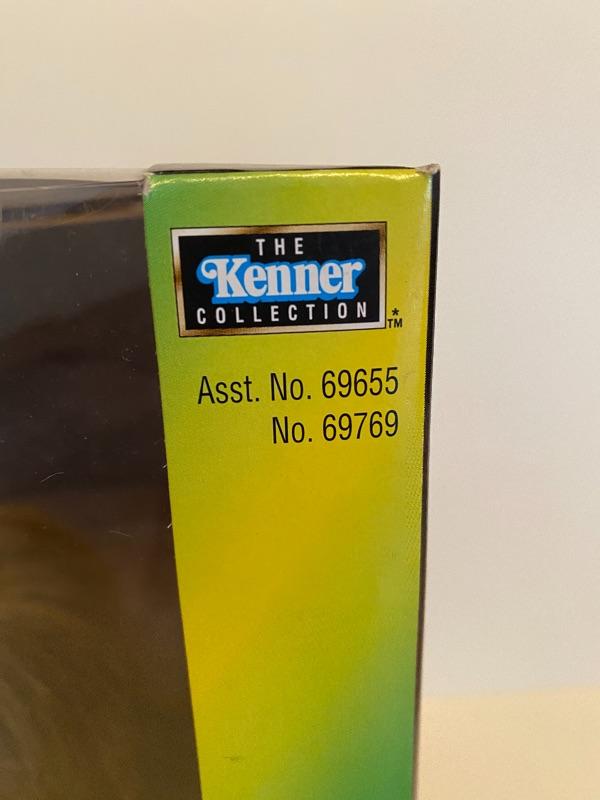 THE
Kenner
COLLECTION
*
TM
Asst. No. 69655
No. 69769